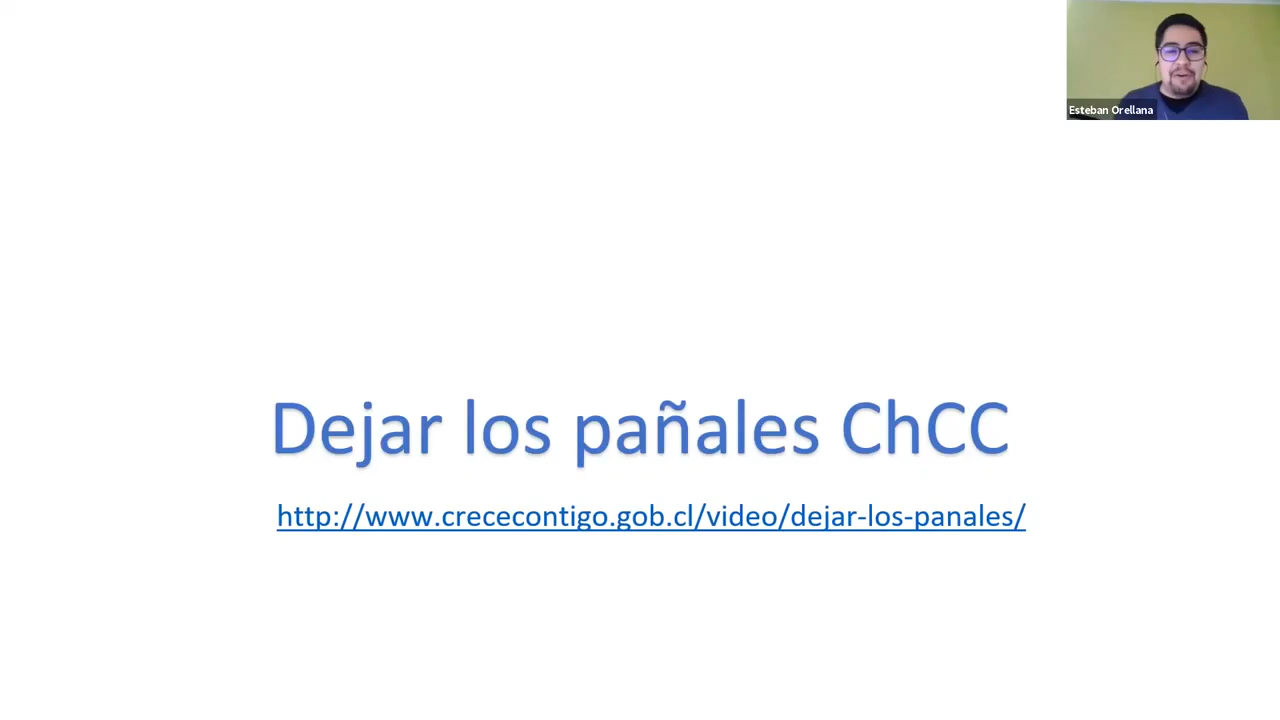 Esteban Orellana
Dejar los pañales ChCC
http://www.crececontigo.gob.cl/video/dejar-los-panales/